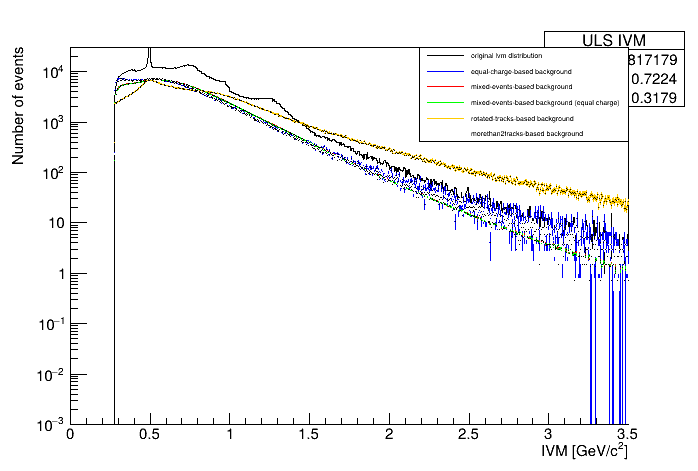 ULS IVM
817179
0.7224
0.3179
original ivm distribution
equal-charge-based background
mixed-events-based background
mixed-events-based background (equal charge)
rotated-tracks-based background
morethan2tracks-based background
Number of events
10^4
10^3
10^2
10
1
10^−1
10^−2
10^−3
0 0.5 1 1.5 2 2.5 3 3.5
IVM [GeV/c^2]